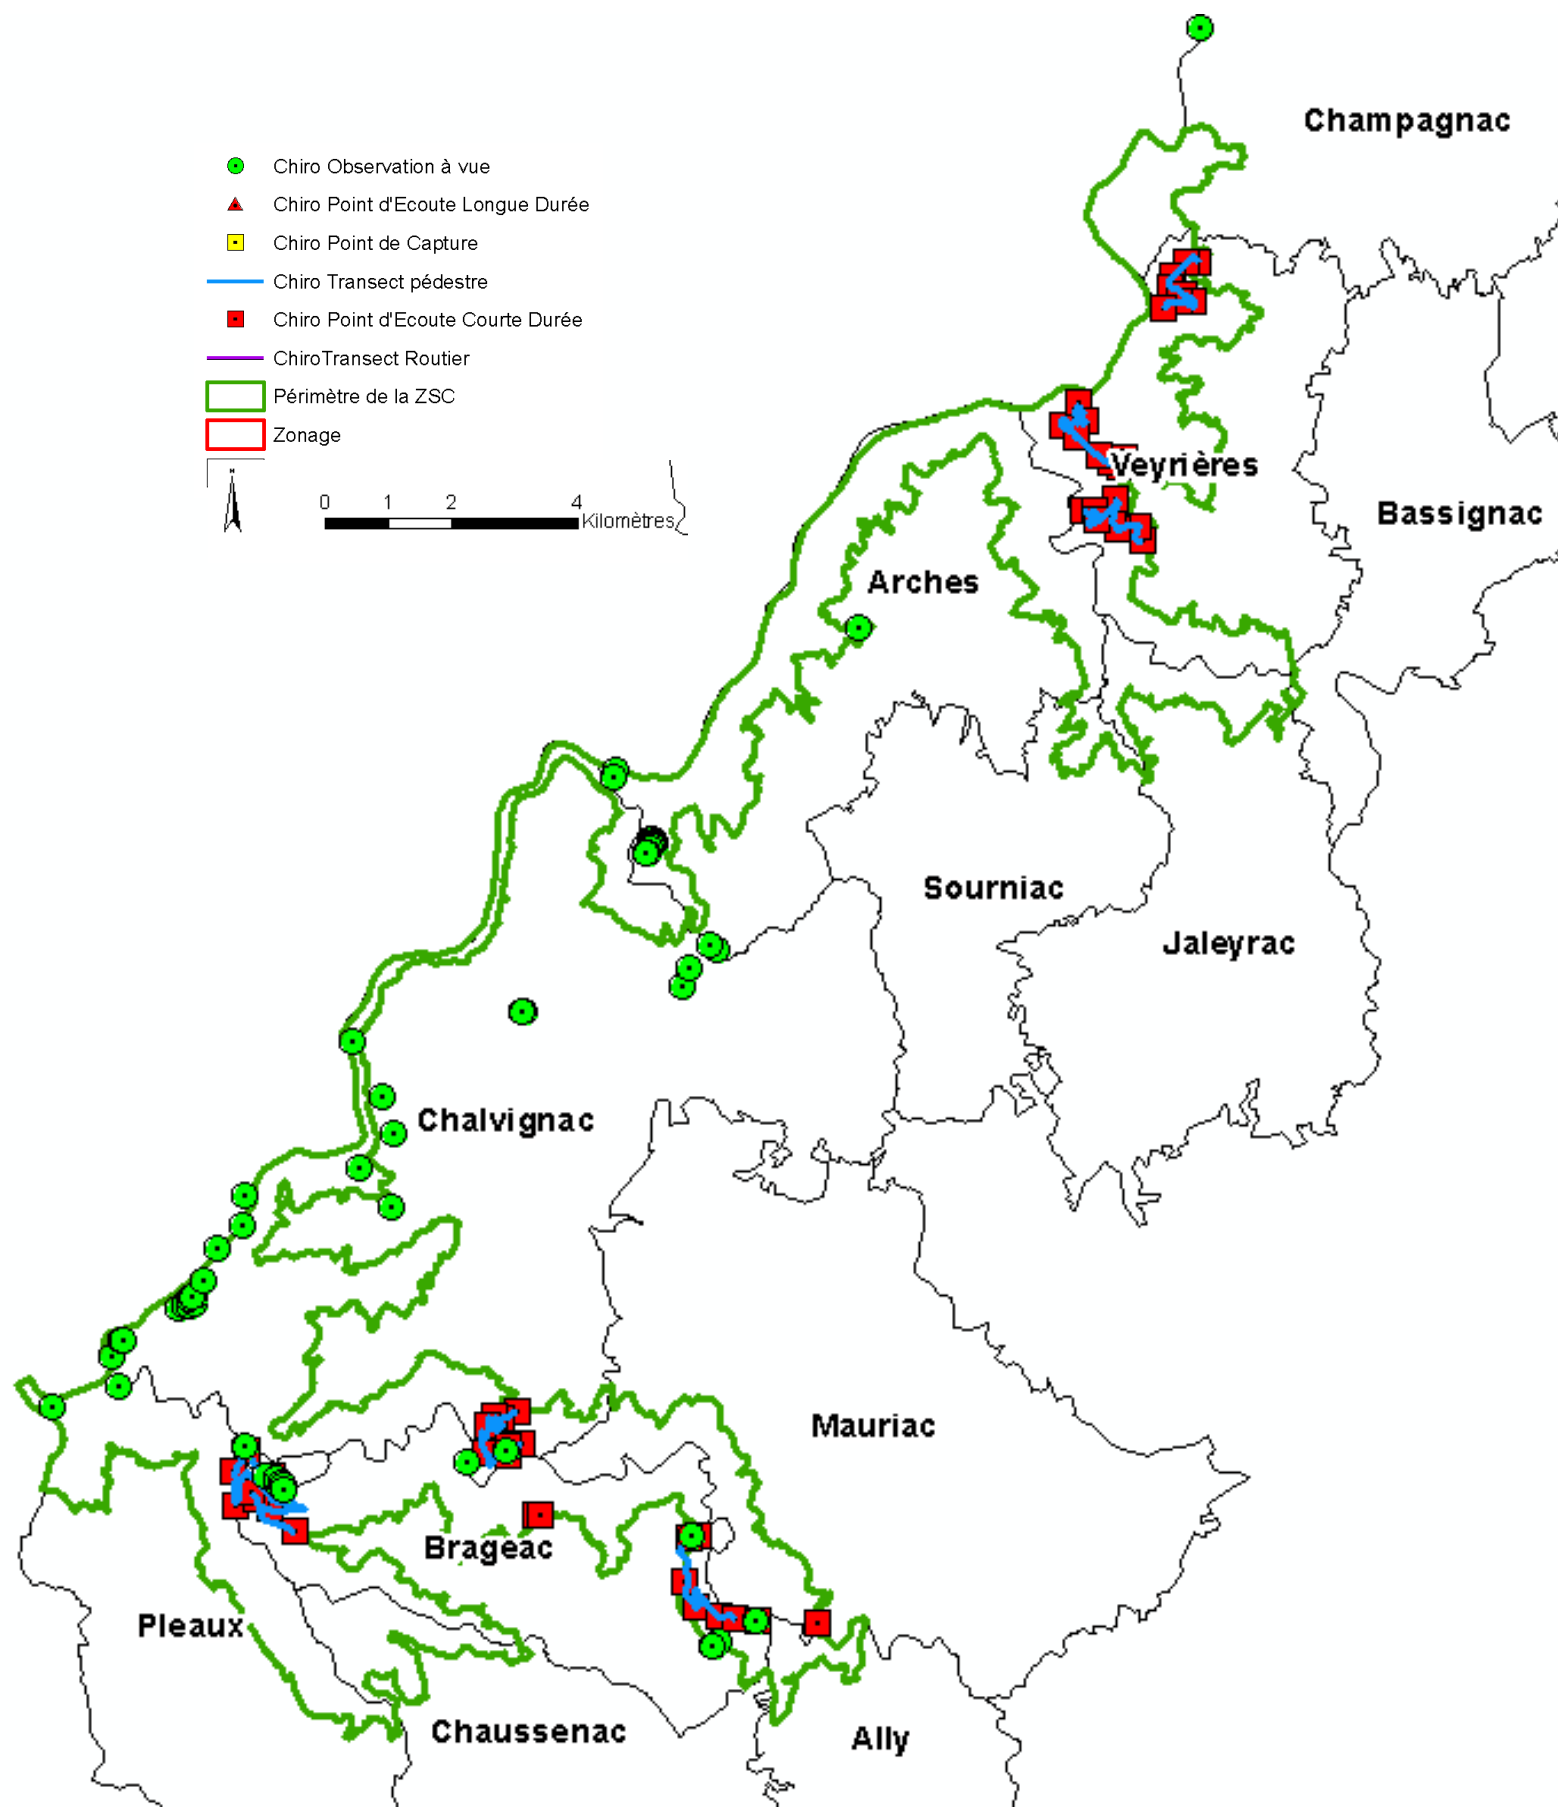 Champagnac
Chiro Observation à vue
Chiro Point d'Ecoute Longue Durée
Chiro Point de Capture
Chiro Transect pédestre
Chiro Point d'Ecoute Courte Durée
ChiroTransect Routier
Périmètre de la ZSC
Zonage
N
0 1 2 4
Kilomètres
Veyrières
Bassignac
Arches
Sourniac
Jaleyrac
Chalvignac
Mauriac
Brageac
Pleaux
Chaussenac
Ally